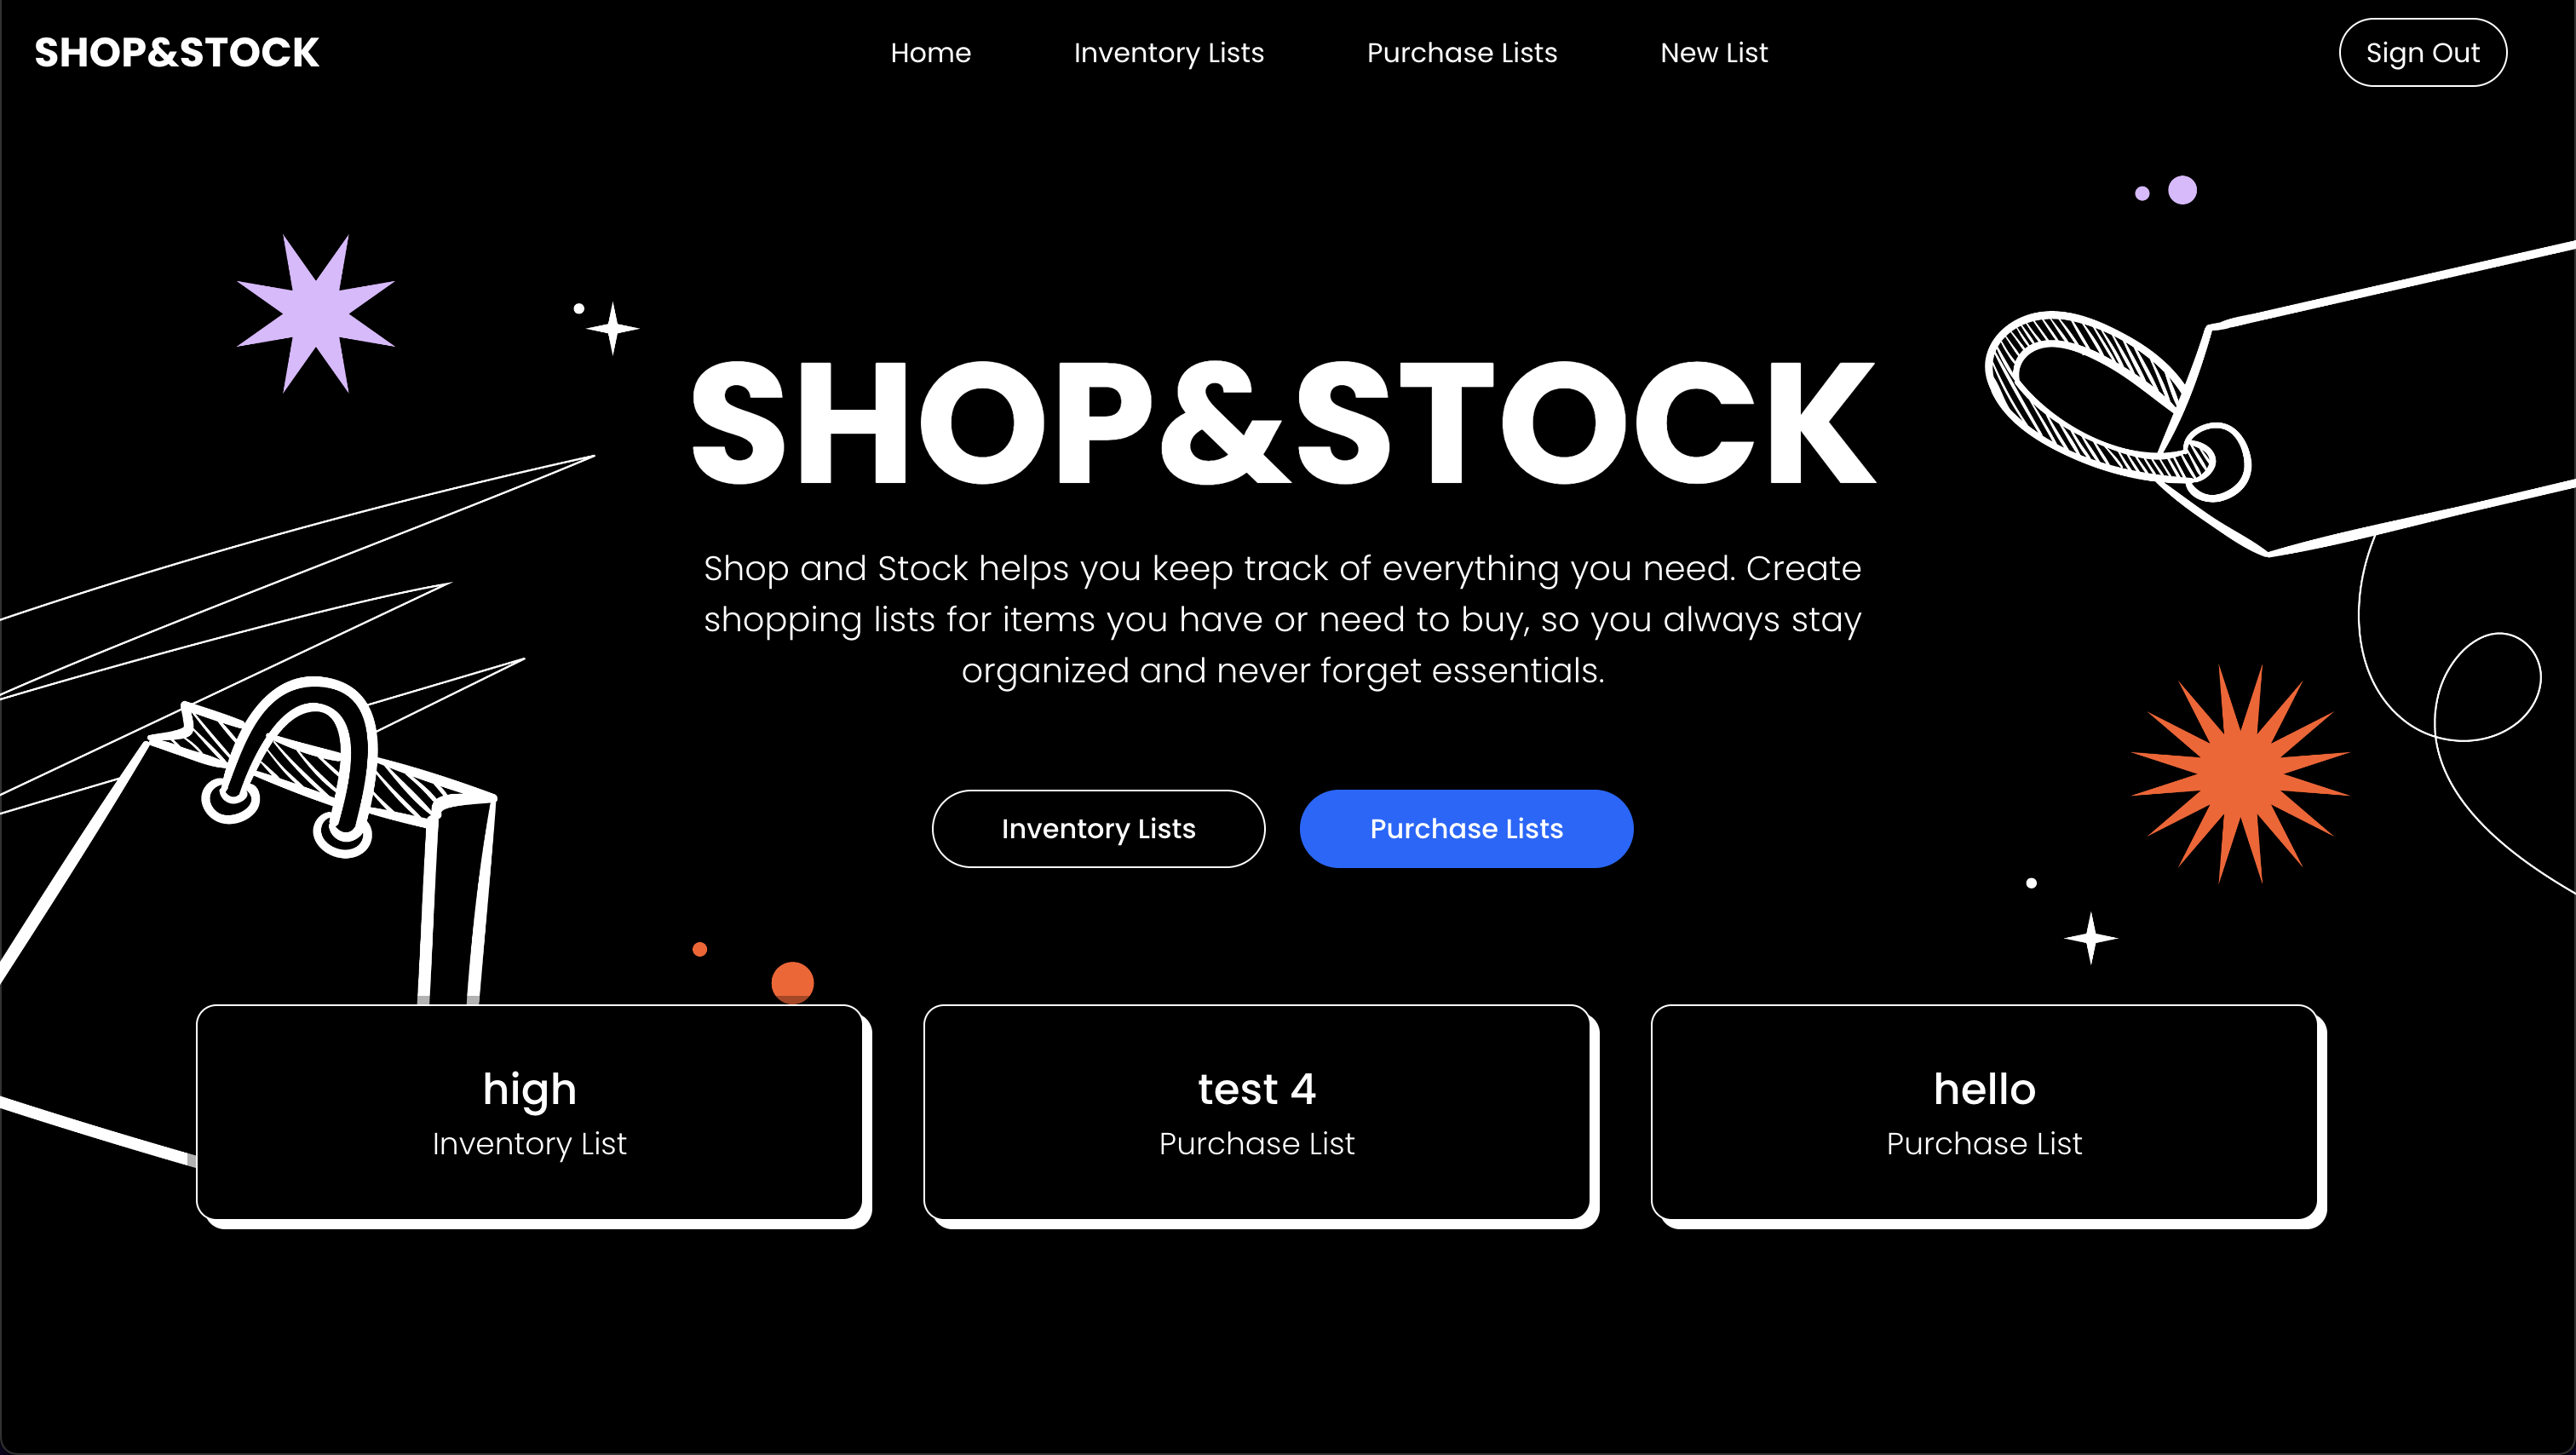 SHOP&STOCK
Home
Inventory Lists
Purchase Lists
New List
Sign Out
SHOP&STOCK
Shop and Stock helps you keep track of everything you need. Create
shopping lists for items you have or need to buy, so you always stay
organized and never forget essentials.
Inventory Lists
Purchase Lists
high
Inventory List
test 4
Purchase List
hello
Purchase List